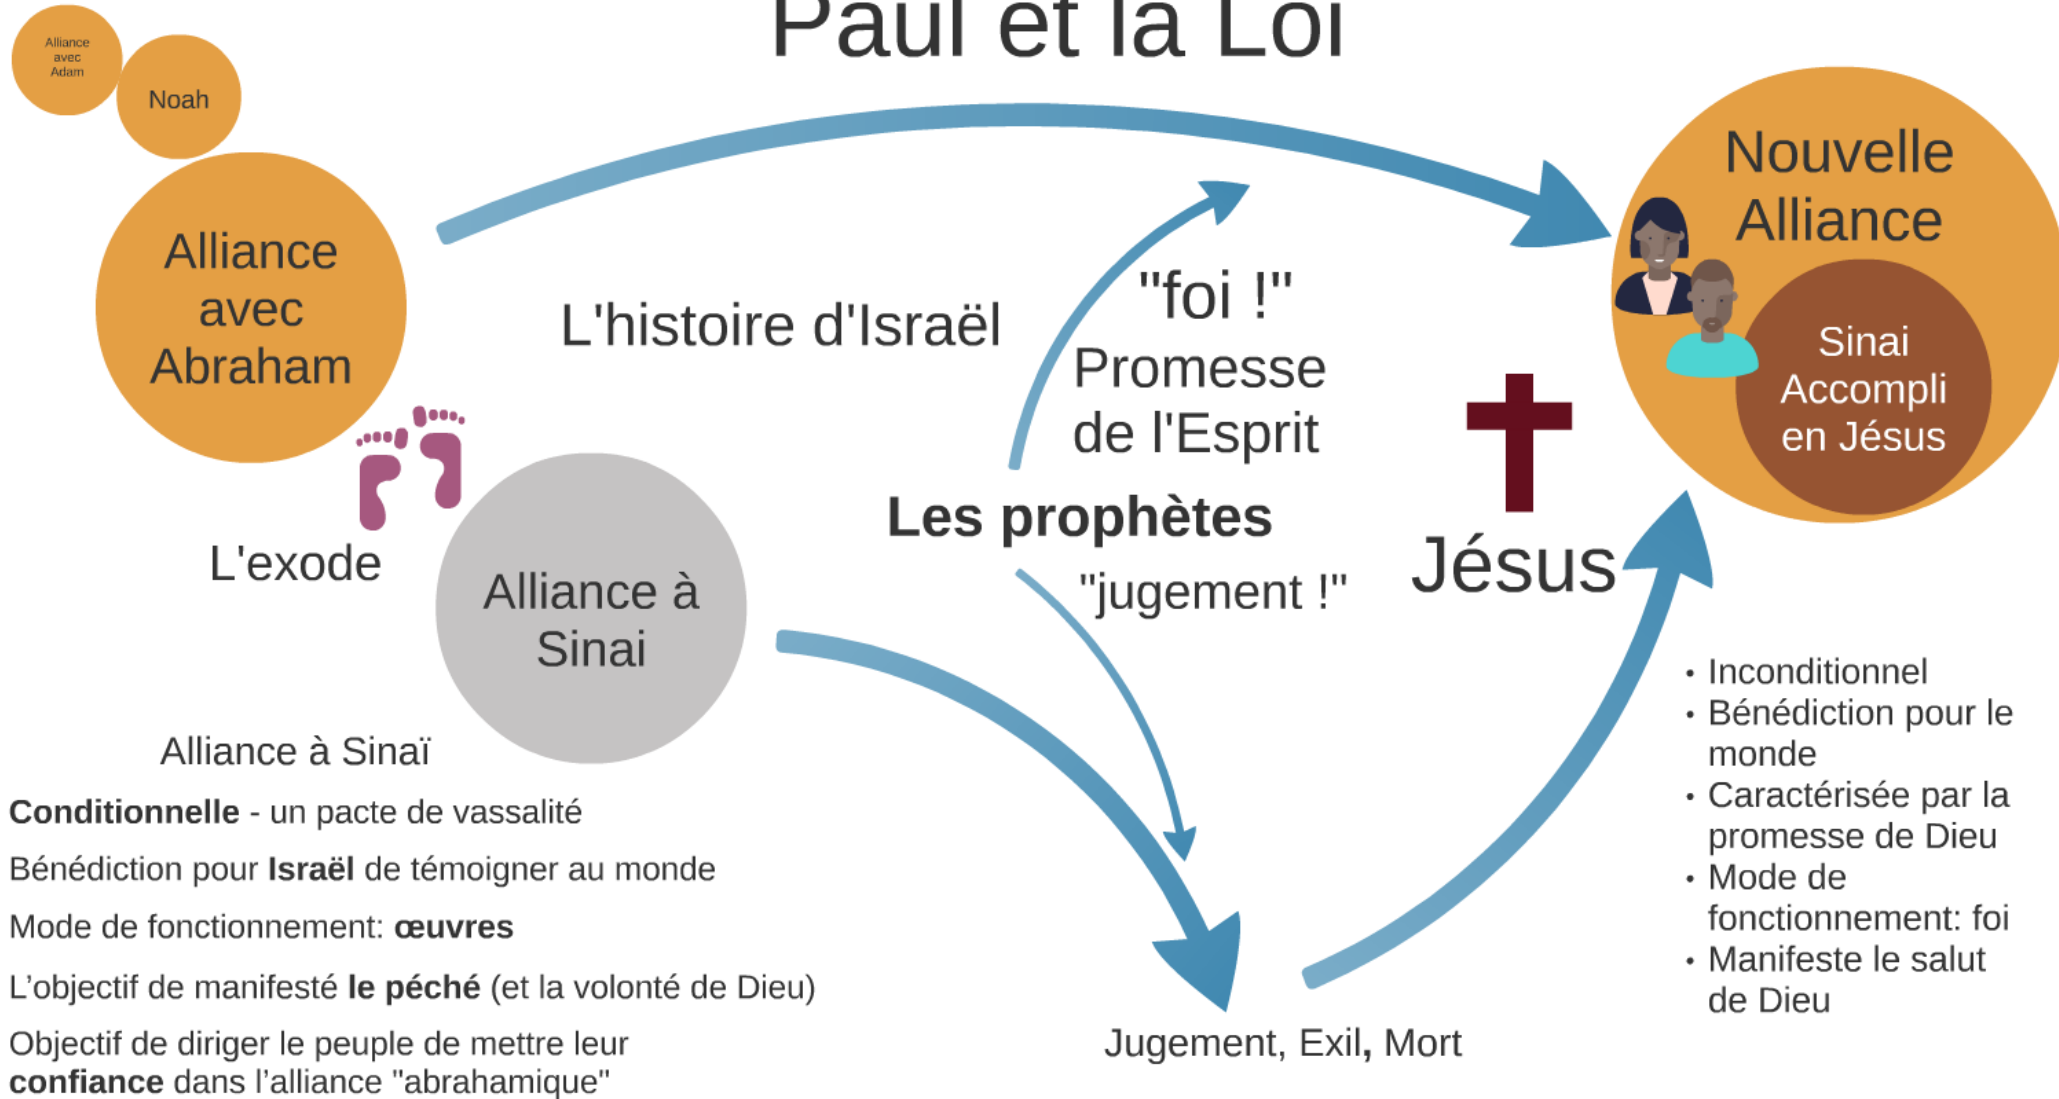 Paul et la Loi
Alliance
avec
Adam
Noah
Alliance
avec
Abraham
L'exode
Alliance à
Sinai
L'histoire d'Israël
"foi !"
Promesse
de l'Esprit
Les prophètes
"jugement !"
Jésus
Nouvelle
Alliance
Sinai
Accompli
en Jésus
Alliance à Sinaï
Conditionnelle - un pacte de vassalité
Bénédiction pour Israël de témoigner au monde
Mode de fonctionnement: œuvres
L’objectif de manifesté le péché (et la volonté de Dieu)
Objectif de diriger le peuple de mettre leur
confiance dans l’alliance "abrahamique"
Jugement, Exil, Mort
• Inconditionnel
• Bénédiction pour le
monde
• Caractérisée par la
promesse de Dieu
• Mode de
fonctionnement: foi
• Manifeste le salut
de Dieu